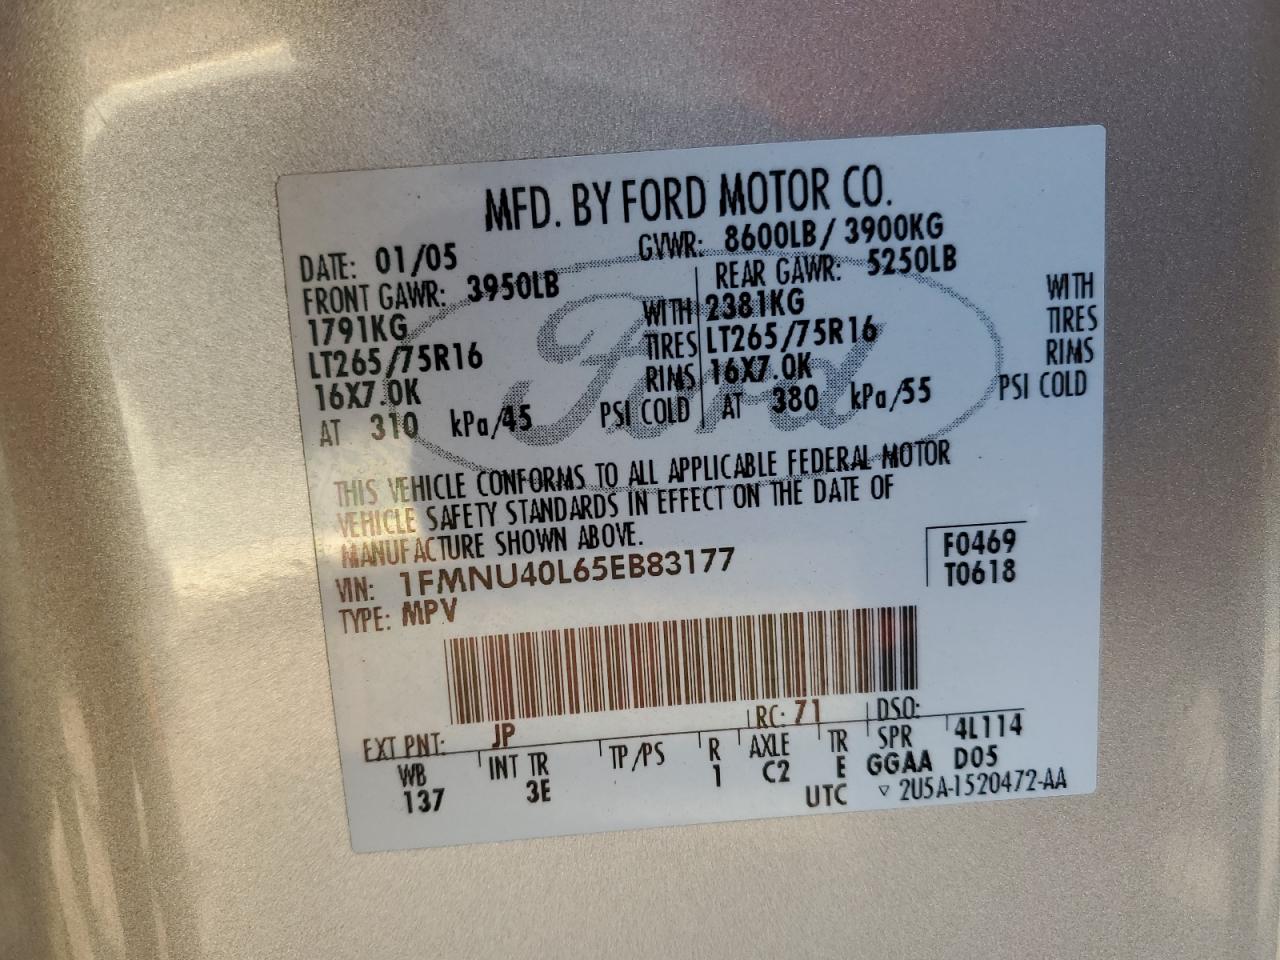 MFD. BY FORD MOTOR CO.
DATE: 01/05 GVWR: 8600LB/ 3900KG
FRONT GAWR: 3950LB REAR GAWR: 5250LB
1791KG WITH 2381KG WITH
LT265/75R16 TIRES LT265/75R16 TIRES
16X7.0K RIMS 16X7.0K RIMS
AT 310 kPa/45 PSI COLD AT 380 kPa/55 PSI COLD
Ford
THIS VEHICLE CONFORMS TO ALL APPLICABLE FEDERAL MOTOR
VEHICLE SAFETY STANDARDS IN EFFECT ON THE DATE OF
MANUFACTURE SHOWN ABOVE.
F0469
VIN: 1FMNU40L65EB83177 T0618
TYPE: MPV
EXT PNT: JP RC: 71 DSO:
WB INT TR TP/PS R AXLE TR SPR 4L114
137 3E 1 C2 E GGAA D05
UTC ▽ 2U5A-1520472-AA